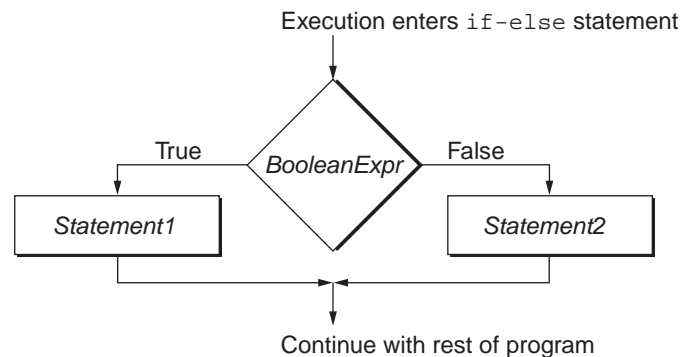 Execution enters if-else statement
True
BooleanExpr
False
Statement1
Statement2
Continue with rest of program